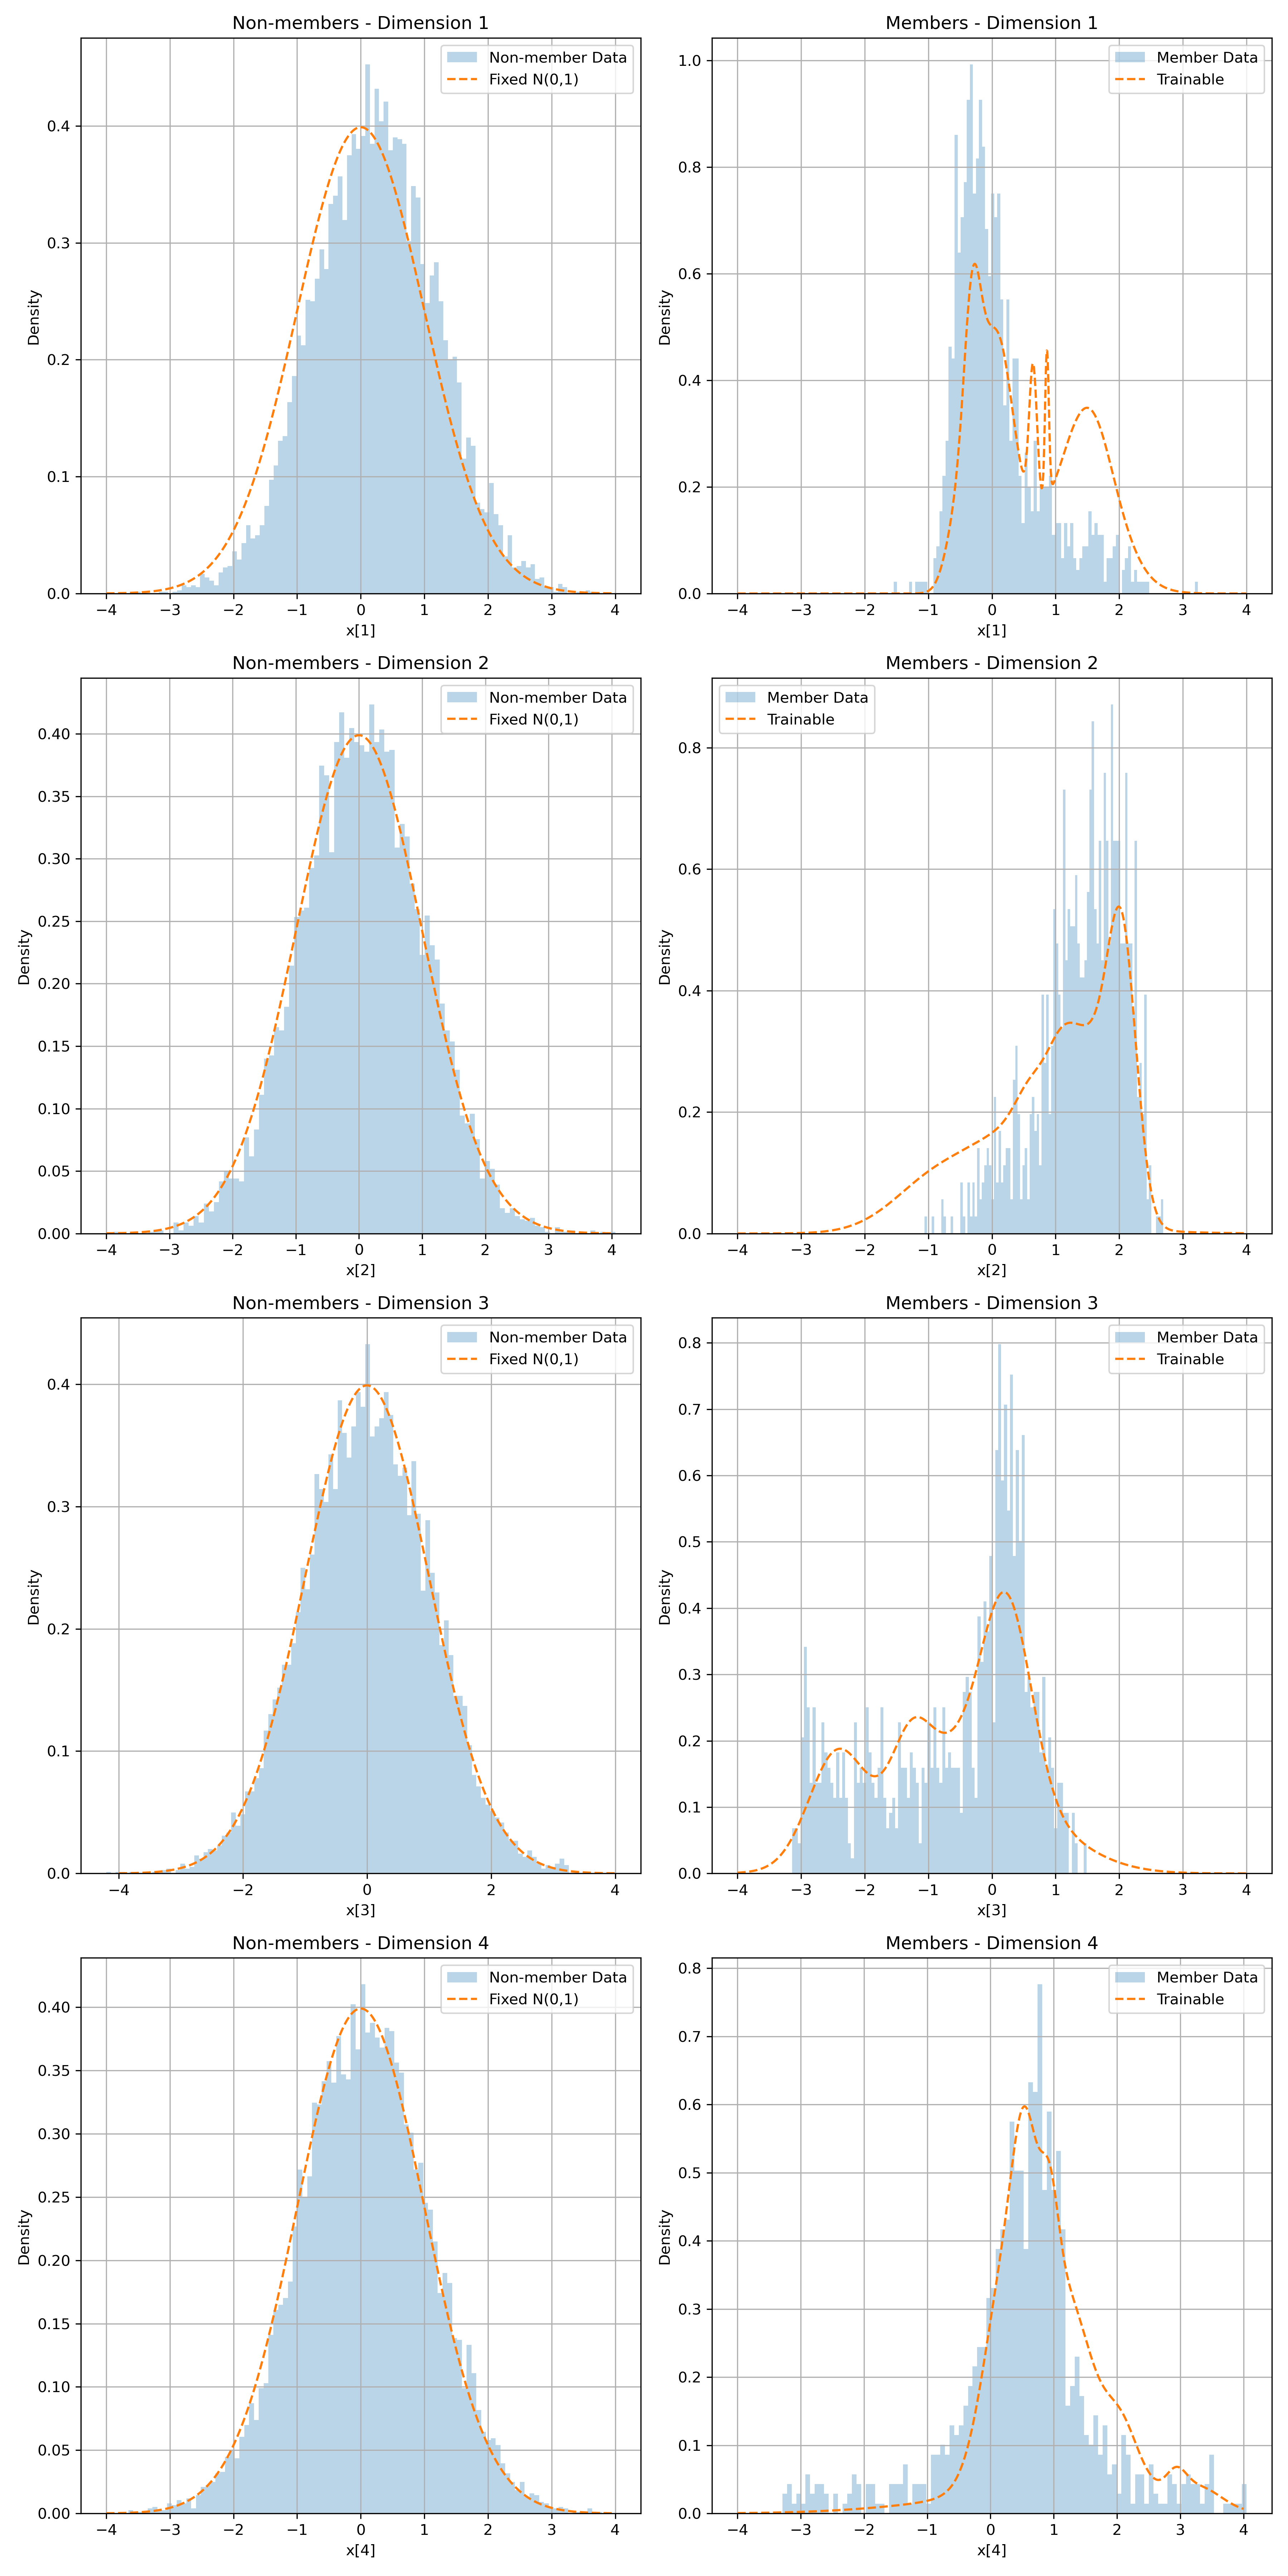 Non-members - Dimension 1
Non-member Data
Fixed N(0,1)
Density
0.4
0.3
0.2
0.1
0.0
−4 −3 −2 −1 0 1 2 3 4
x[1]
Members - Dimension 1
Member Data
Trainable
Density
1.0
0.8
0.6
0.4
0.2
0.0
−4 −3 −2 −1 0 1 2 3 4
x[1]
Non-members - Dimension 2
Non-member Data
Fixed N(0,1)
Density
0.40
0.35
0.30
0.25
0.20
0.15
0.10
0.05
0.00
−4 −3 −2 −1 0 1 2 3 4
x[2]
Members - Dimension 2
Member Data
Trainable
Density
0.8
0.6
0.4
0.2
0.0
−4 −3 −2 −1 0 1 2 3 4
x[2]
Non-members - Dimension 3
Non-member Data
Fixed N(0,1)
Density
0.4
0.3
0.2
0.1
0.0
−4 −2 0 2 4
x[3]
Members - Dimension 3
Member Data
Trainable
Density
0.8
0.7
0.6
0.5
0.4
0.3
0.2
0.1
0.0
−4 −3 −2 −1 0 1 2 3 4
x[3]
Non-members - Dimension 4
Non-member Data
Fixed N(0,1)
Density
0.40
0.35
0.30
0.25
0.20
0.15
0.10
0.05
0.00
−4 −3 −2 −1 0 1 2 3 4
x[4]
Members - Dimension 4
Member Data
Trainable
Density
0.8
0.7
0.6
0.5
0.4
0.3
0.2
0.1
0.0
−4 −3 −2 −1 0 1 2 3 4
x[4]